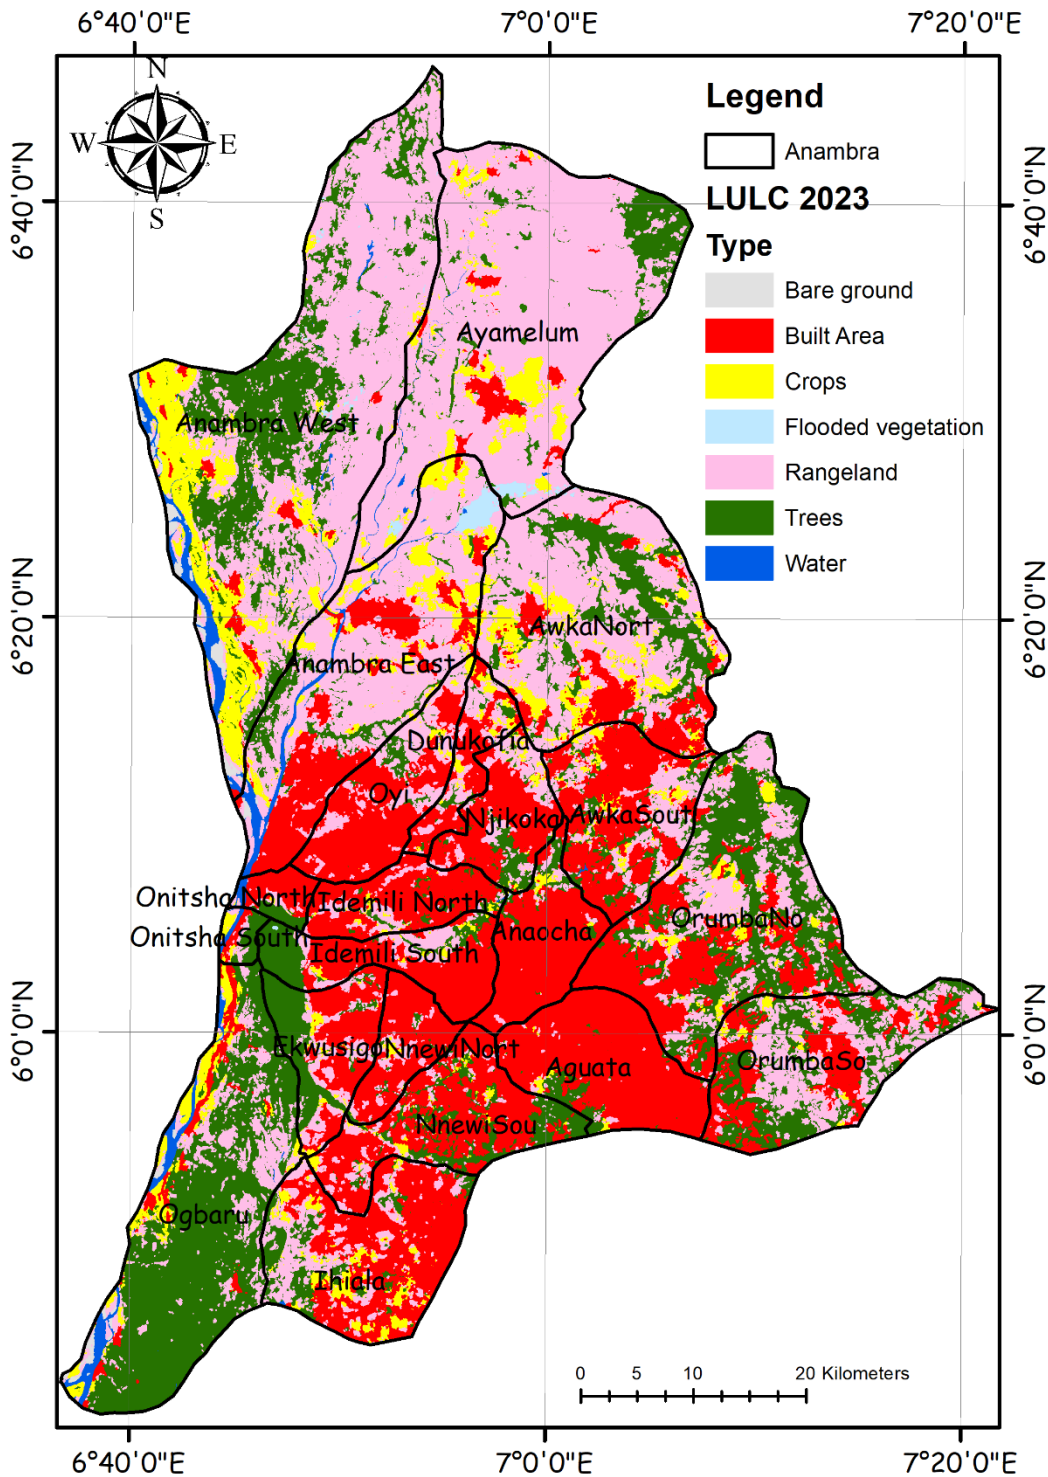 6°40'0"E 7°0'0"E 7°20'0"E
N
W E
S
Legend
Anambra
LULC 2023
Type
Bare ground
Built Area
Crops
Flooded vegetation
Rangeland
Trees
Water
6°40'0"N 6°40'0"N
Ayamelum
Anambra West
6°20'0"N 6°20'0"N
AwkaNort
Anambra East
Dunukofia
Oyi
Njikoka AwkaSout
Onitsha North Idemili North
OrumbaNo
Onitsha South Anaocha
Idemili South
6°0'0"N 6°0'0"N
Ekwusigo NnewiNort
Aguata OrumbaSo
NnewiSou
Ogbaru
Ihiala
0 5 10 20 Kilometers
6°40'0"E 7°0'0"E 7°20'0"E